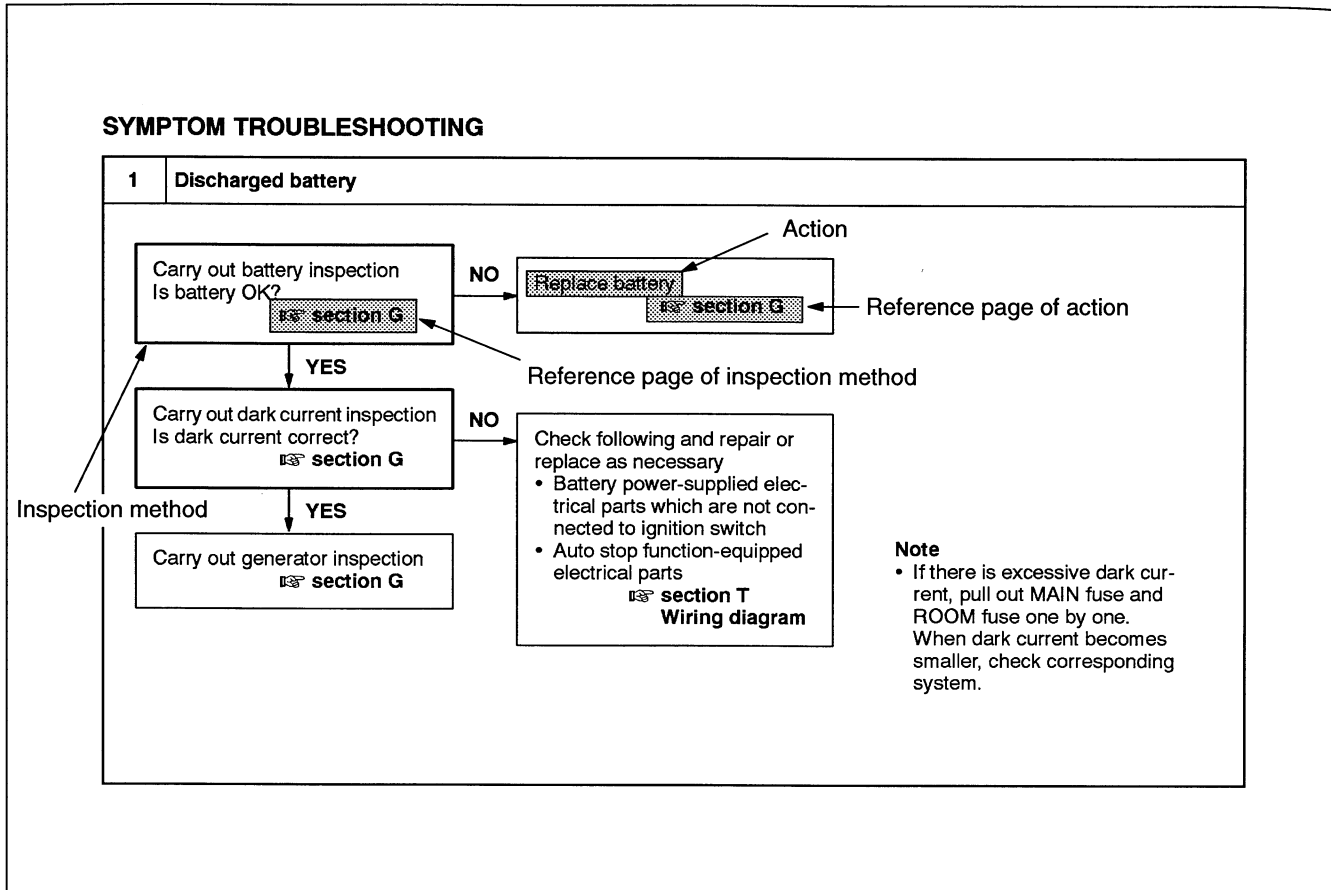 SYMPTOM TROUBLESHOOTING
1 Discharged battery
Carry out battery inspection
Is battery OK?
☞ section G
NO
Replace battery
☞ section G
Action
Reference page of action
YES
Reference page of inspection method
Carry out dark current inspection
Is dark current correct?
☞ section G
NO
Check following and repair or
replace as necessary
• Battery power-supplied elec-
trical parts which are not con-
nected to ignition switch
• Auto stop function-equipped
electrical parts
☞ section T
Wiring diagram
Inspection method
YES
Carry out generator inspection
☞ section G
Note
• If there is excessive dark cur-
rent, pull out MAIN fuse and
ROOM fuse one by one.
When dark current becomes
smaller, check corresponding
system.